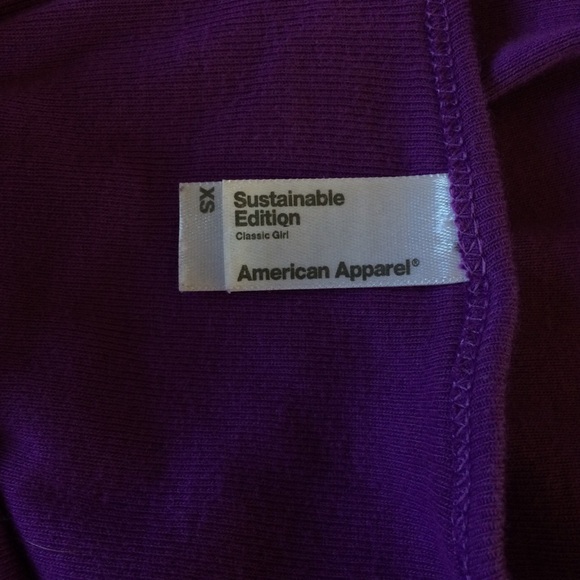 XS
Sustainable
Edition
Classic Girl
American Apparel®